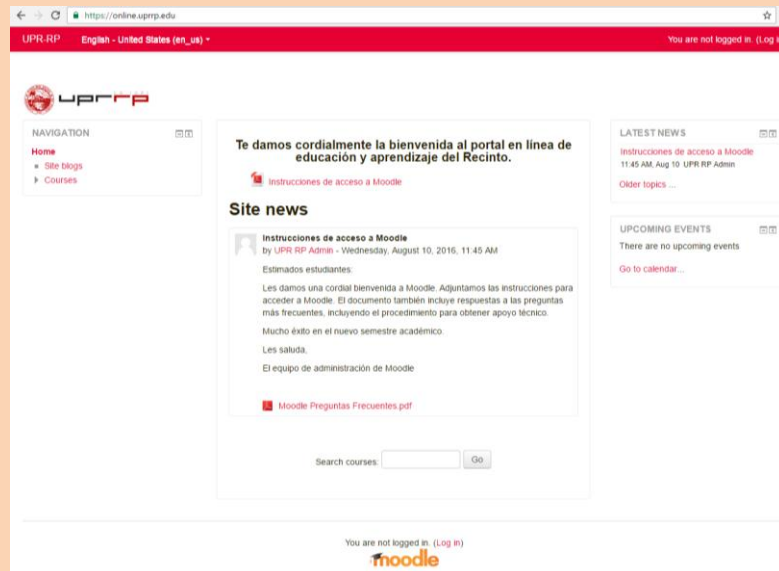 https://online.uprrp.edu
UPR-RP
English - United States (en_us)
You are not logged in. (Log in
uprrp
NAVIGATION
Home
Site blogs
Courses
Te damos cordialmente la bienvenida al portal en línea de
educación y aprendizaje del Recinto.
Instrucciones de acceso a Moodle
Site news
Instrucciones de acceso a Moodle
by UPR RP Admin - Wednesday, August 10, 2016, 11:45 AM
Estimados estudiantes:
Les damos una cordial bienvenida a Moodle. Adjuntamos las instrucciones para
acceder a Moodle. El documento también incluye respuestas a las preguntas
más frecuentes, incluyendo el procedimiento para obtener apoyo técnico.
Mucho éxito en el nuevo semestre académico.
Les saluda,
El equipo de administración de Moodle
Moodle Preguntas Frecuentes.pdf
Search courses:
Go
LATEST NEWS
Instrucciones de acceso a Moodle
11:45 AM, Aug 10 UPR RP Admin
Older topics ...
UPCOMING EVENTS
There are no upcoming events
Go to calendar...
You are not logged in. (Log in)
moodle